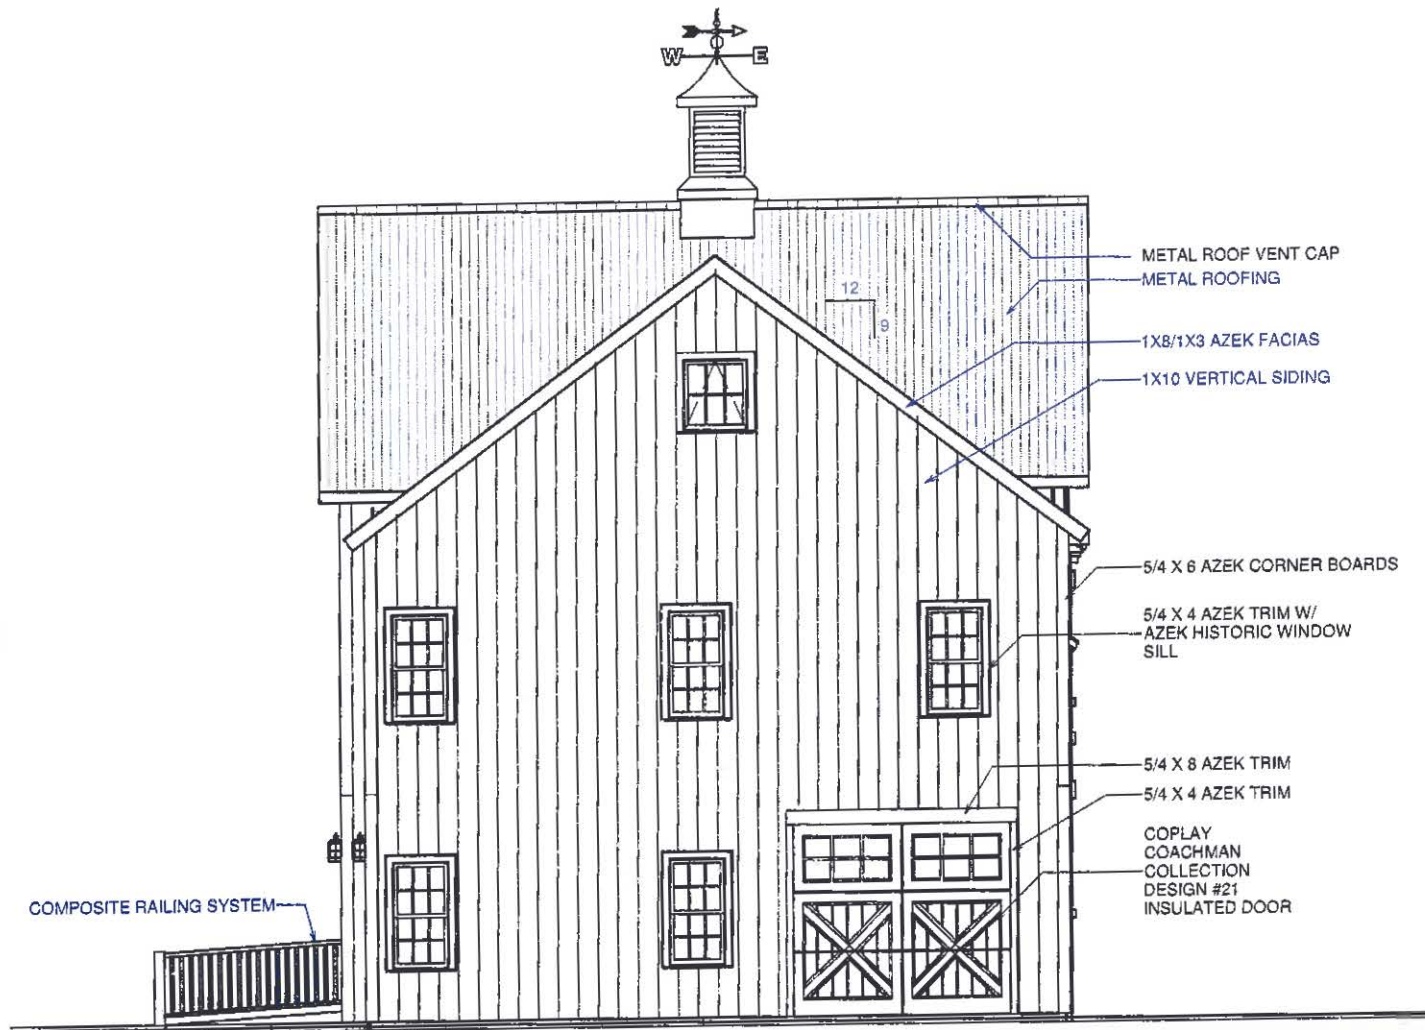 W E
METAL ROOF VENT CAP
METAL ROOFING
12
9
1X8/1X3 AZEK FACIAS
1X10 VERTICAL SIDING
5/4 X 6 AZEK CORNER BOARDS
5/4 X 4 AZEK TRIM W/
AZEK HISTORIC WINDOW
SILL
5/4 X 8 AZEK TRIM
5/4 X 4 AZEK TRIM
COPLAY
COACHMAN
COLLECTION
DESIGN #21
INSULATED DOOR
COMPOSITE RAILING SYSTEM